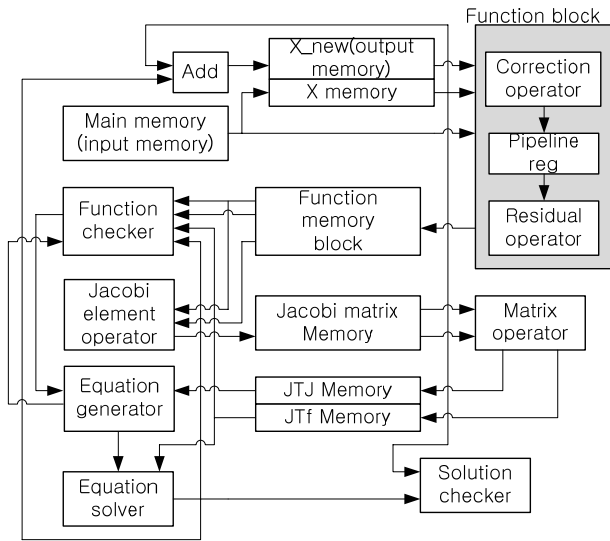 Function block
X_new(output
memory)
Add
X memory
Correction
operator
Main memory
(input memory)
Pipeline
reg
Function
checker
Function
memory
block
Residual
operator
Jacobi
element
operator
Jacobi matrix
Memory
Matrix
operator
Equation
generator
JTJ Memory
JTf Memory
Equation
solver
Solution
checker